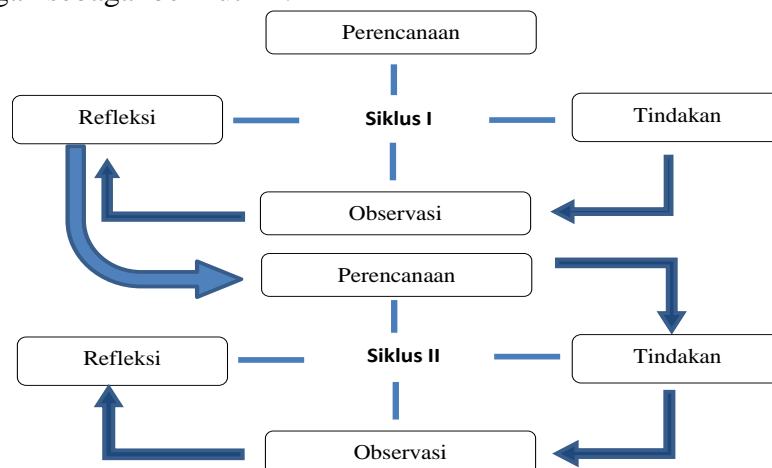 Perencanaan
Refleksi
Siklus I
Tindakan
Observasi
Perencanaan
Refleksi
Siklus II
Tindakan
Observasi